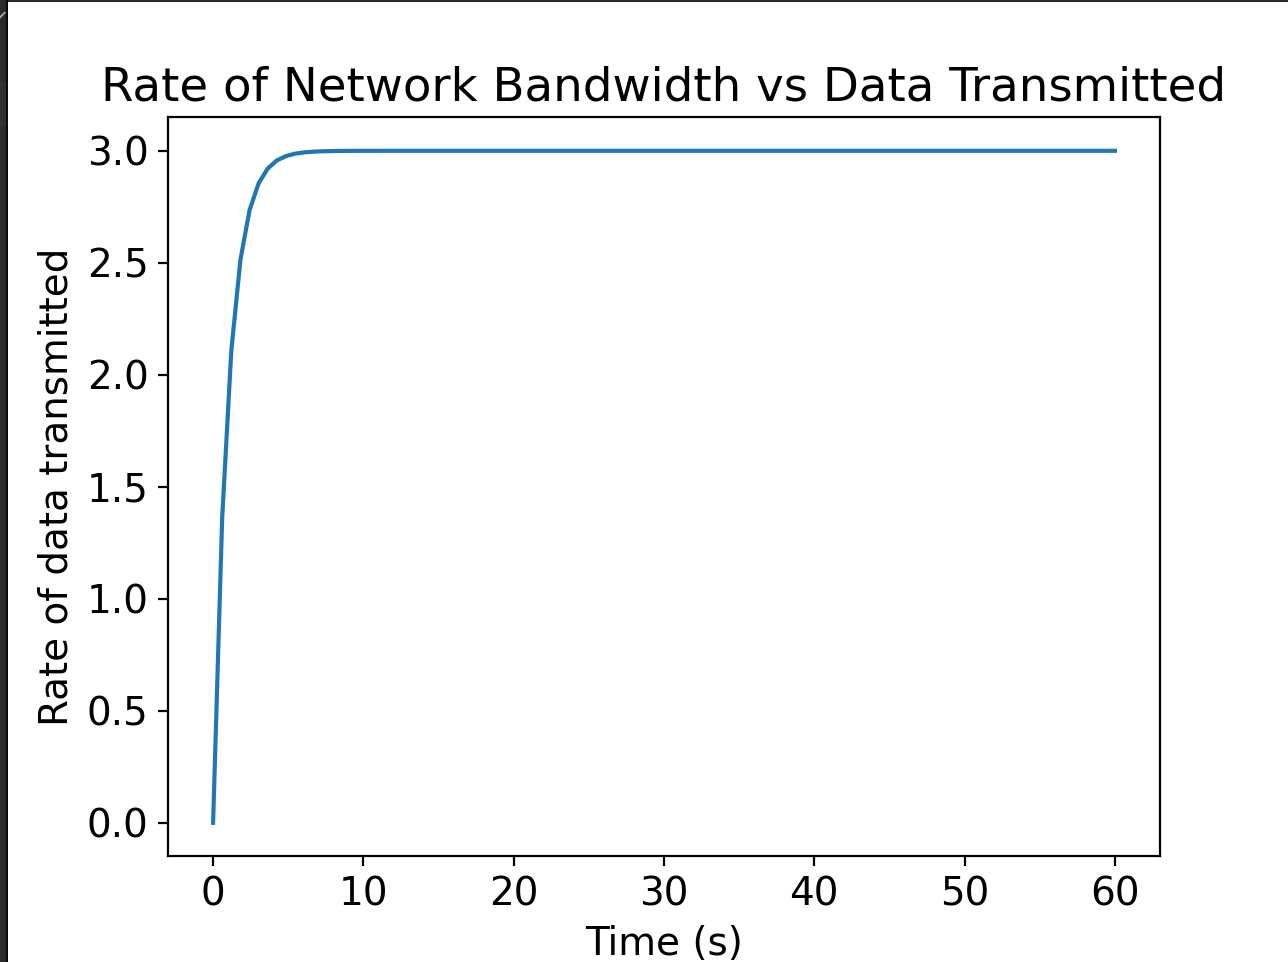 Rate of Network Bandwidth vs Data Transmitted
Rate of data transmitted
3.0
2.5
2.0
1.5
1.0
0.5
0.0
0 10 20 30 40 50 60
Time (s)